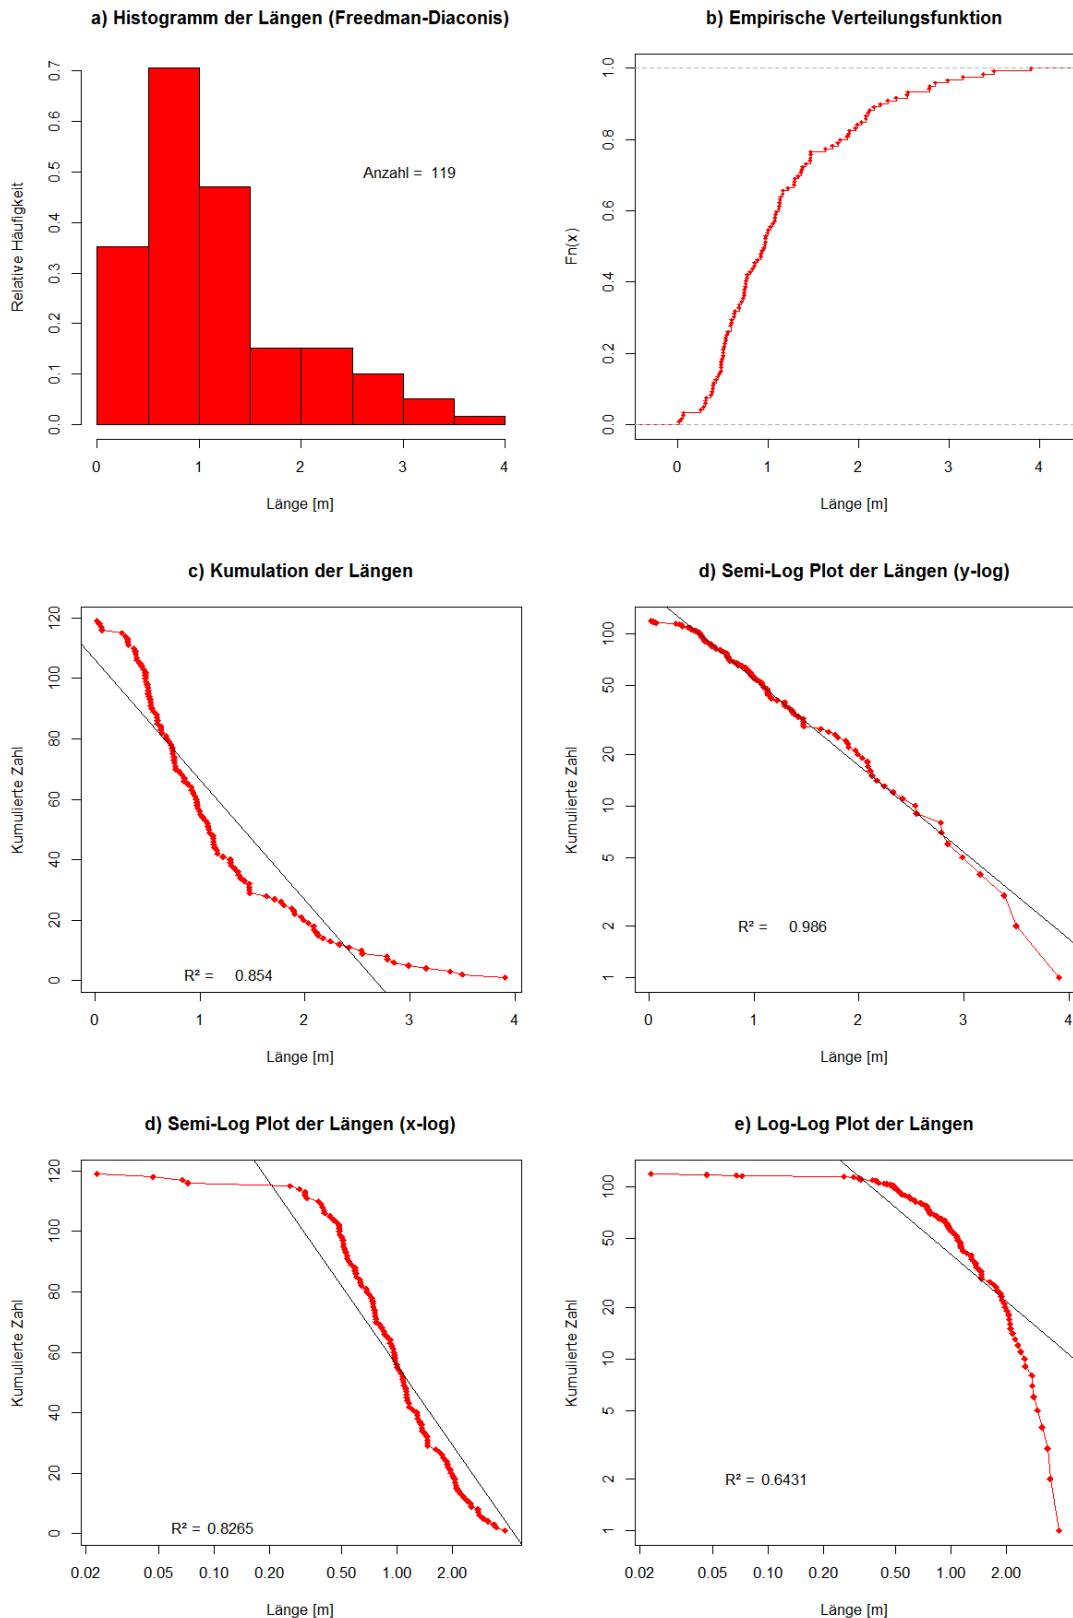 a) Histogramm der Längen (Freedman-Diaconis)
Relative Häufigkeit
0.0 0.1 0.2 0.3 0.4 0.5 0.6 0.7
Anzahl = 119
0 1 2 3 4
Länge [m]
b) Empirische Verteilungsfunktion
Fn(x)
0.0 0.2 0.4 0.6 0.8 1.0
0 1 2 3 4
Länge [m]
c) Kumulation der Längen
Kumulierte Zahl
0 20 40 60 80 100 120
R² = 0.854
0 1 2 3 4
Länge [m]
d) Semi-Log Plot der Längen (y-log)
Kumulierte Zahl
1 2 5 10 20 50 100
R² = 0.986
0 1 2 3 4
Länge [m]
d) Semi-Log Plot der Längen (x-log)
Kumulierte Zahl
0 20 40 60 80 100 120
R² = 0.8265
0.02 0.05 0.10 0.20 0.50 1.00 2.00
Länge [m]
e) Log-Log Plot der Längen
Kumulierte Zahl
1 2 5 10 20 50 100
R² = 0.6431
0.02 0.05 0.10 0.20 0.50 1.00 2.00
Länge [m]